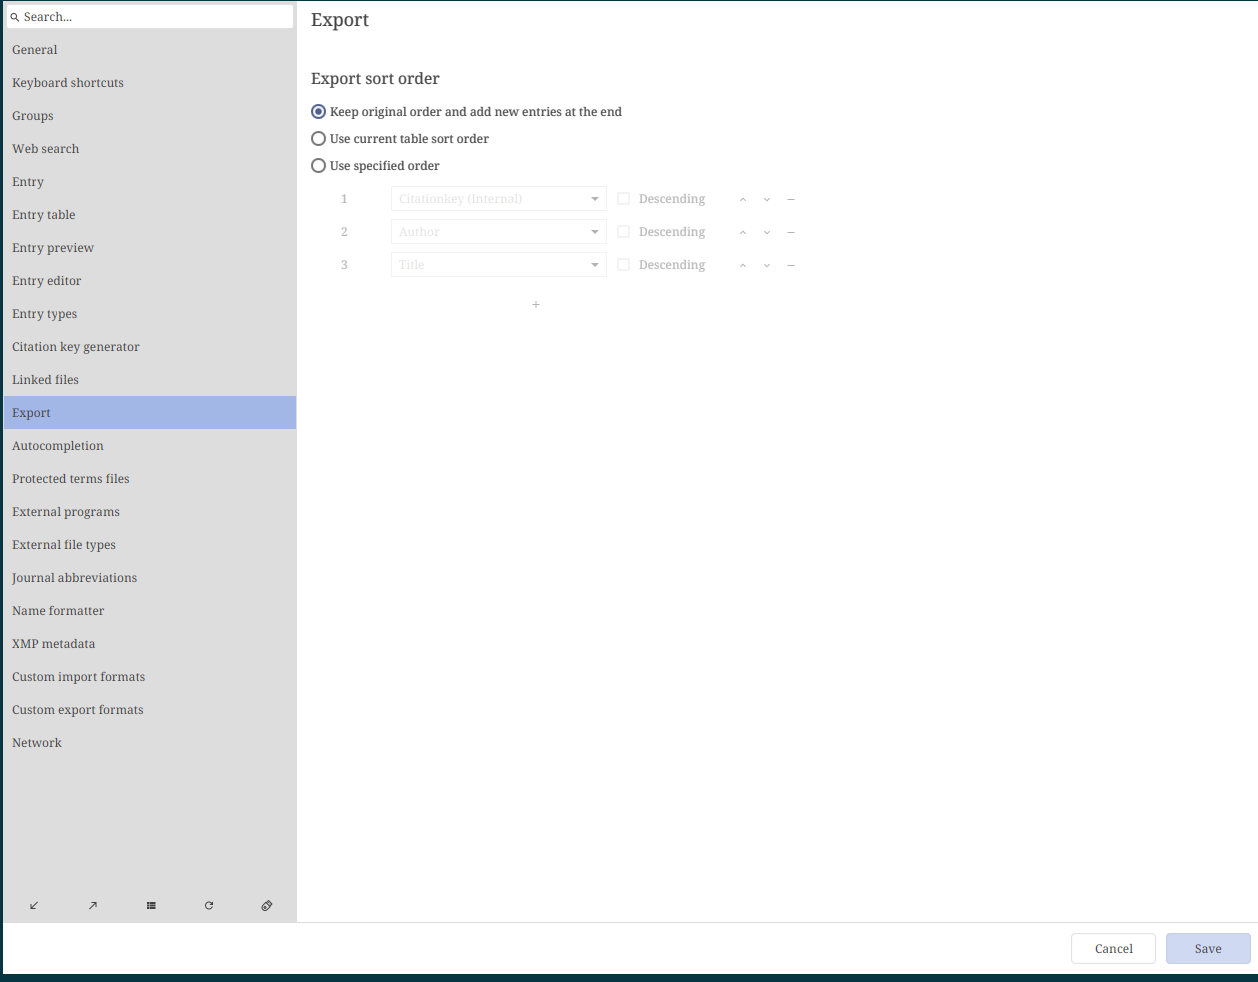 Search...
General
Keyboard shortcuts
Groups
Web search
Entry
Entry table
Entry preview
Entry editor
Entry types
Citation key generator
Linked files
Export
Autocompletion
Protected terms files
External programs
External file types
Journal abbreviations
Name formatter
XMP metadata
Custom import formats
Custom export formats
Network
Export
Export sort order
Keep original order and add new entries at the end
Use current table sort order
Use specified order
1 Citationkey (Internal) Descending
2 Author Descending
3 Title Descending
+
Cancel Save